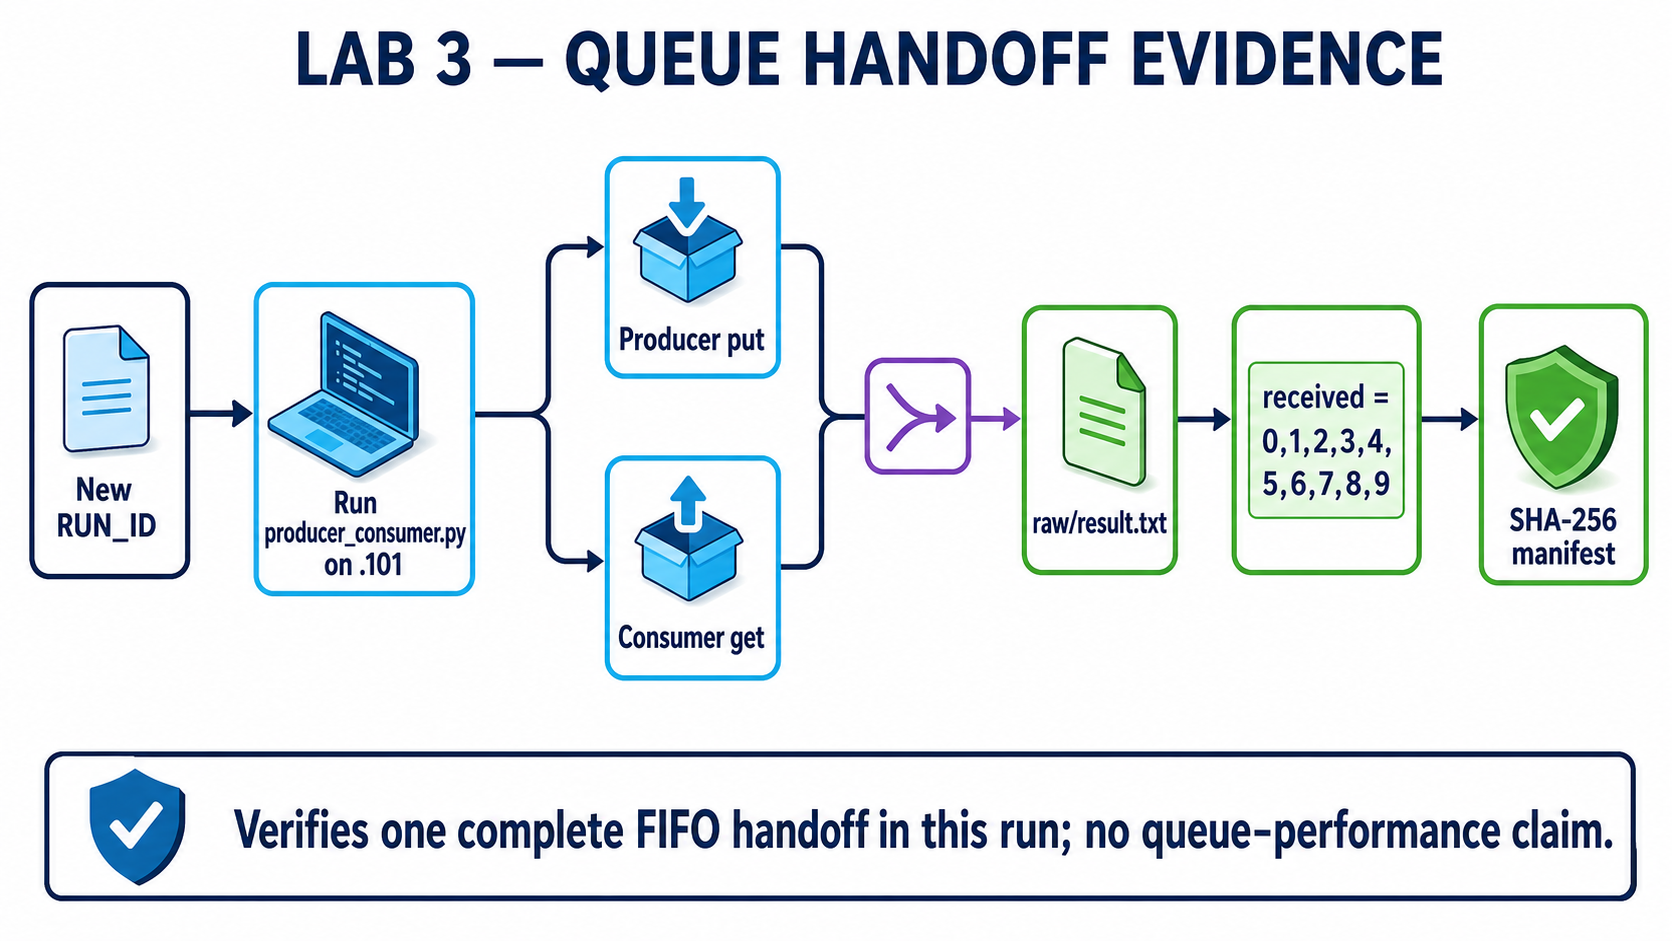 LAB 3 — QUEUE HANDOFF EVIDENCE
New
RUN_ID
Run
producer_consumer.py
on .101
Producer put
Consumer get
raw/result.txt
received =
0,1,2,3,4,
5,6,7,8,9
SHA-256
manifest
Verifies one complete FIFO handoff in this run; no queue-performance claim.